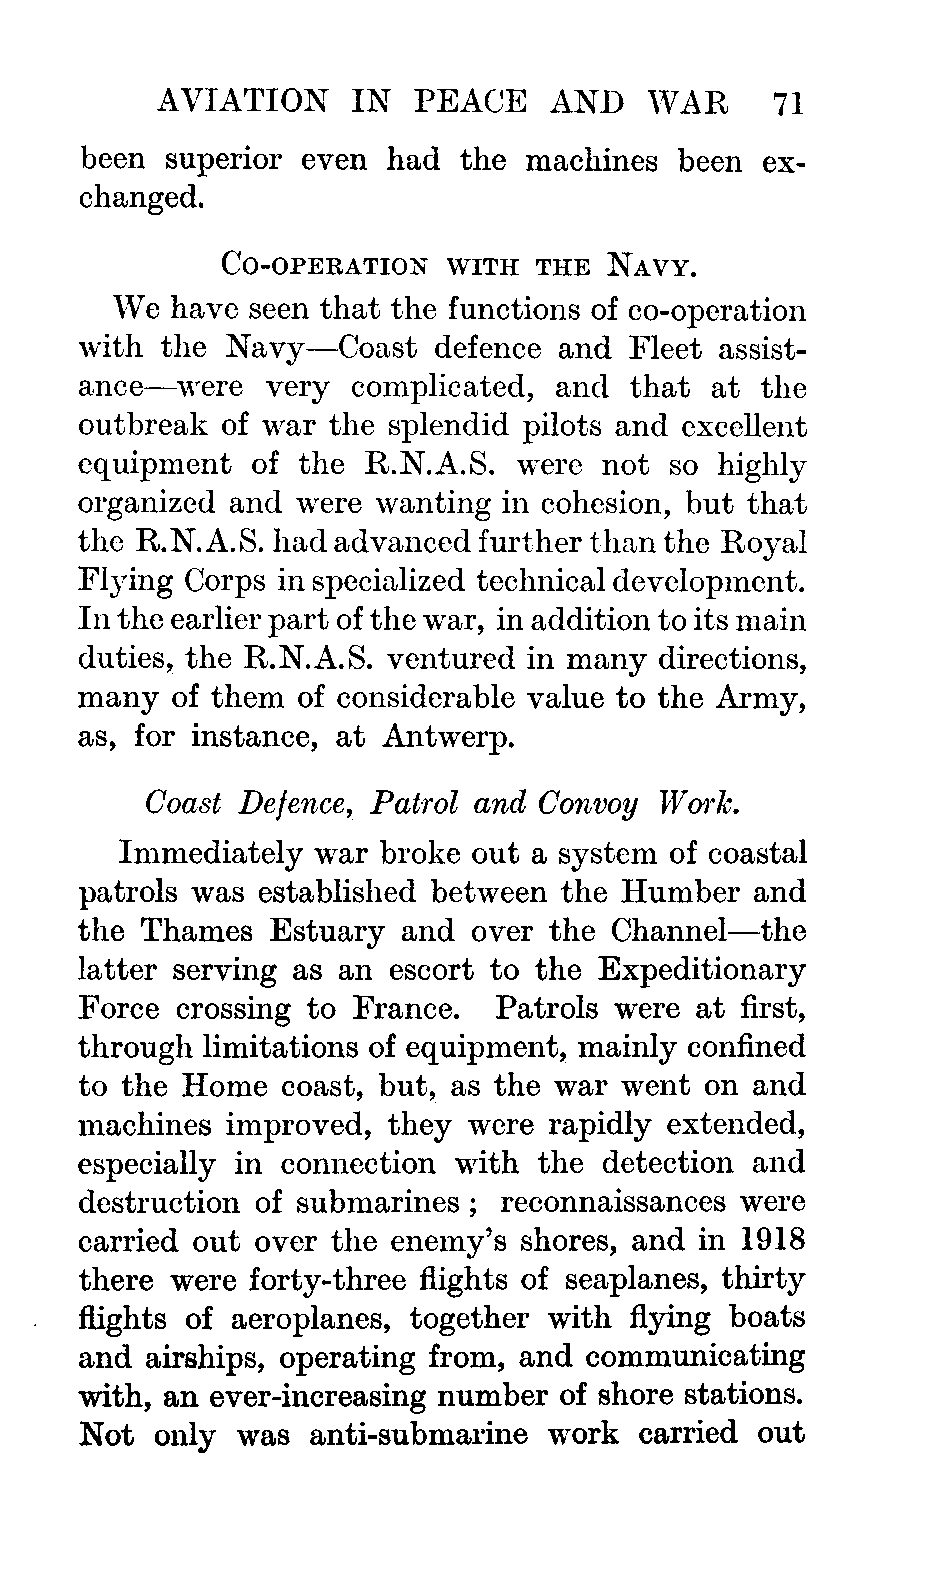 AVIATION IN PEACE AND WAR 71
been superior even had the machines been ex-
changed.
CO-OPERATION WITH THE NAVY.
We have seen that the functions of co-operation
with the Navy—Coast defence and Fleet assist-
ance—were very complicated, and that at the
outbreak of war the splendid pilots and excellent
equipment of the R.N.A.S. were not so highly
organized and were wanting in cohesion, but that
the R.N.A.S. had advanced further than the Royal
Flying Corps in specialized technical development.
In the earlier part of the war, in addition to its main
duties, the R.N.A.S. ventured in many directions,
many of them of considerable value to the Army,
as, for instance, at Antwerp.
Coast Defence, Patrol and Convoy Work.
Immediately war broke out a system of coastal
patrols was established between the Humber and
the Thames Estuary and over the Channel—the
latter serving as an escort to the Expeditionary
Force crossing to France. Patrols were at first,
through limitations of equipment, mainly confined
to the Home coast, but, as the war went on and
machines improved, they were rapidly extended,
especially in connection with the detection and
destruction of submarines ; reconnaissances were
carried out over the enemy's shores, and in 1918
there were forty-three flights of seaplanes, thirty
flights of aeroplanes, together with flying boats
and airships, operating from, and communicating
with, an ever-increasing number of shore stations.
Not only was anti-submarine work carried out